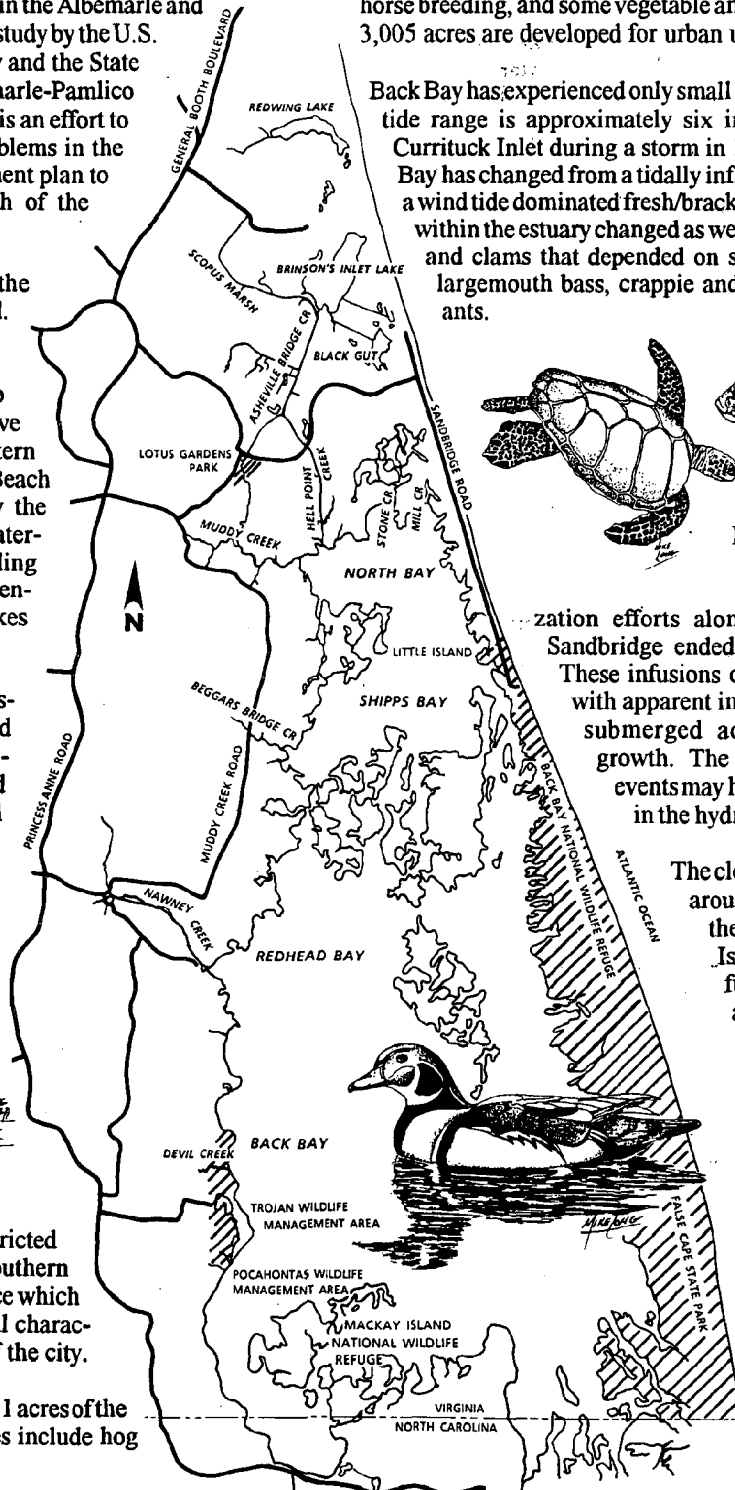 in the Albemarle and
study by the U.S.
and the State
is an effort to
blems in the
ment plan to
h of the
the
ve
tern
Beach
the
ater-
ling
en-
kes
ricted
uthern
ce which
l charac-
f the city.
1 acres of the
es include hog
horse breeding, and some vegetable an
3,005 acres are developed for urban u
Back Bay has experienced only small
tide range is approximately six in
Currituck Inlet during a storm in
Bay has changed from a tidally inf
a wind tide dominated fresh/brack
within the estuary changed as we
and clams that depended on s
largemouth bass, crappie and
ants.
zation efforts alon
Sandbridge ended
These infusions o
with apparent in
submerged ac
growth. The
events may h
in the hydr
The clo
arou
the
Is
GENERAL BOOTH BOULEVARD
REDWING LAKE
SCOPUS MARSH
BRINSON'S INLET LAKE
ASHEVILLE BRIDGE CR
BLACK GUT
SANDBRIDGE ROAD
LOTUS GARDENS
PARK
HELL POINT
CREEK
STONE CR
MILL CR
MUDDY CREEK
NORTH BAY
N
LITTLE ISLAND
SHIPPS BAY
BEGGARS BRIDGE CR
PRINCESS ANNE ROAD
MUDDY CREEK ROAD
BACK BAY NATIONAL WILDLIFE REFUGE
ATLANTIC OCEAN
NAWNEY
CREEK
REDHEAD BAY
BACK BAY
DEVIL CREEK
TROJAN WILDLIFE
MANAGEMENT AREA
MIKE LONG
FALSE CAPE STATE PARK
POCAHONTAS WILDLIFE
MANAGEMENT AREA
MACKAY ISLAND
NATIONAL WILDLIFE
REFUGE
VIRGINIA
NORTH CAROLINA